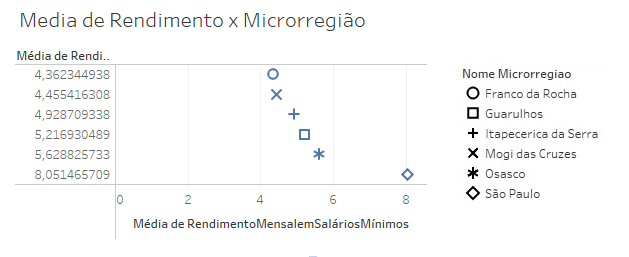 Media de Rendimento x Microrregião
Média de Rendi..
4,362344938
4,455416308
4,928709338
5,216930489
5,628825733
8,051465709
0 2 4 6 8
Média de RendimentoMensalemSaláriosMínimos
Nome Microrregiao
Franco da Rocha
Guarulhos
Itapecerica da Serra
Mogi das Cruzes
Osasco
São Paulo